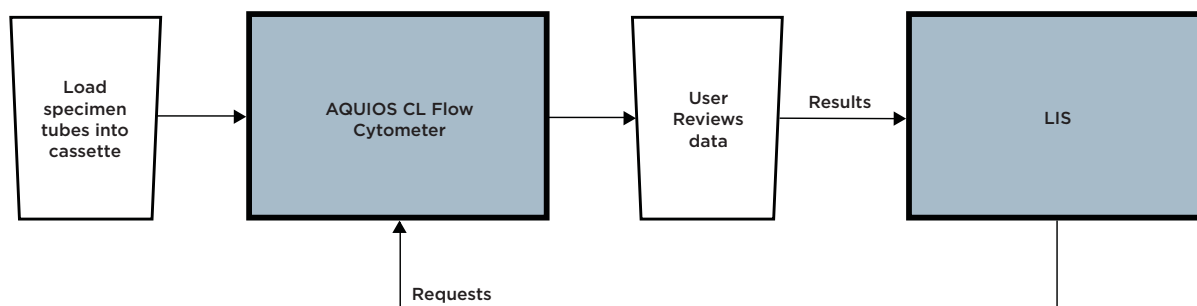 Load
specimen
tubes into
cassette
AQUIOS CL Flow
Cytometer
User
Reviews
data
Results
LIS
Requests